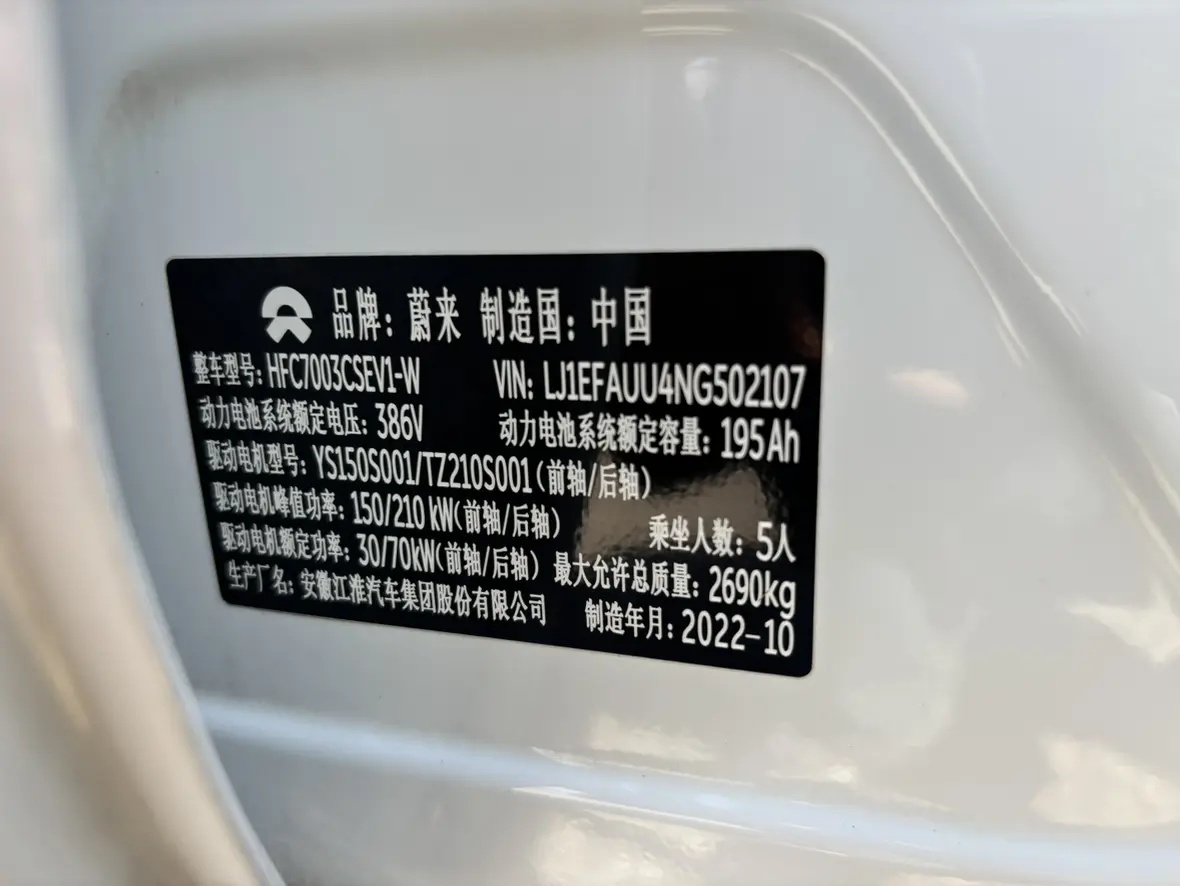 品牌：蔚来 制造国：中国
整车型号：HFC7003CSEV1-W VIN: LJ1EFAUU4NG502107
动力电池系统额定电压：386V 动力电池系统额定容量：195Ah
驱动电机型号：YS150S001/TZ210S001（前轴/后轴）
驱动电机峰值功率：150/210 kW（前轴/后轴） 乘坐人数：5人
驱动电机额定功率：30/70kW（前轴/后轴） 最大允许总质量：2690kg
生产厂名：安徽江淮汽车集团股份有限公司 制造年月：2022-10